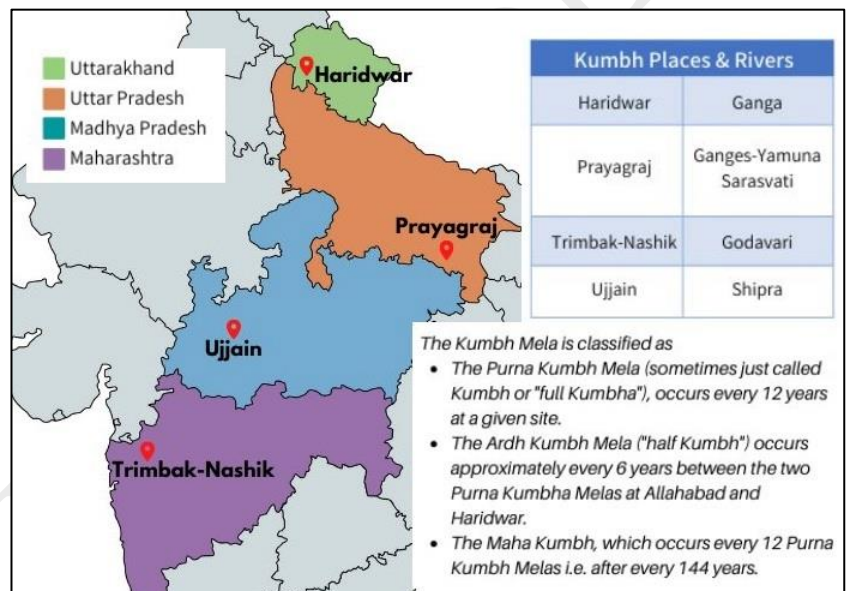 Uttarakhand
Uttar Pradesh
Madhya Pradesh
Maharashtra
Haridwar
Prayagraj
Ujjain
Trimbak-Nashik
Kumbh Places & Rivers
Haridwar Ganga
Prayagraj Ganges-Yamuna
Sarasvati
Trimbak-Nashik Godavari
Ujjain Shipra
The Kumbh Mela is classified as
• The Purna Kumbh Mela (sometimes just called
Kumbh or "full Kumbha"), occurs every 12 years
at a given site.
• The Ardh Kumbh Mela ("half Kumbh") occurs
approximately every 6 years between the two
Purna Kumbha Melas at Allahabad and
Haridwar.
• The Maha Kumbh, which occurs every 12 Purna
Kumbh Melas i.e. after every 144 years.